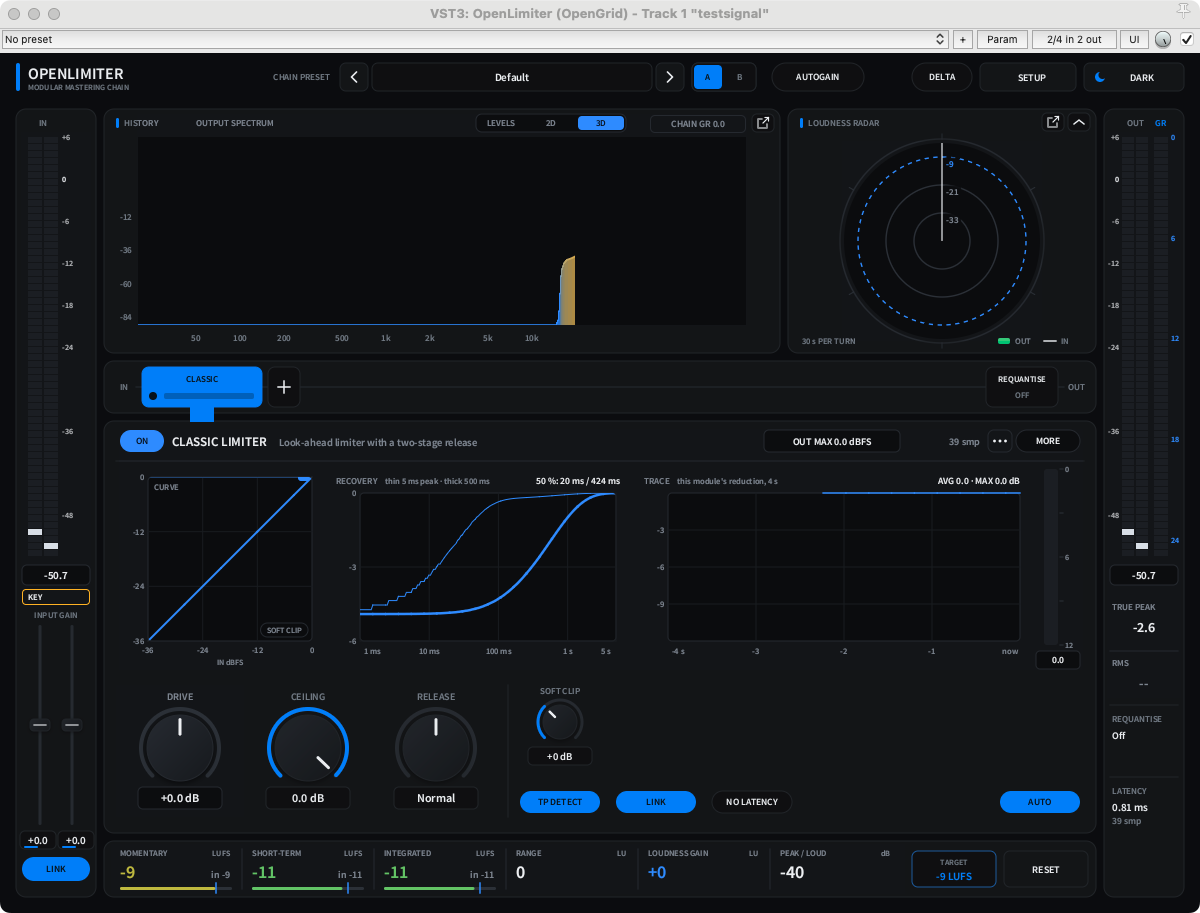 VST3: OpenLimiter (OpenGrid) - Track 1 "testsignal"
No preset
+ Param 2/4 in 2 out UI
OPENLIMITER
MODULAR MASTERING CHAIN
CHAIN PRESET Default A B AUTOGAIN DELTA SETUP DARK
IN
+6
0
-6
-12
-18
-24
-36
-48
-50.7
KEY
INPUT GAIN
+0.0 +0.0
LINK
HISTORY OUTPUT SPECTRUM LEVELS 2D 3D CHAIN GR 0.0
-12
-36
-60
-84
50 100 200 500 1k 2k 5k 10k
LOUDNESS RADAR
-9
-21
-33
30 s PER TURN OUT IN
IN CLASSIC + REQUANTISE OUT
OFF
ON CLASSIC LIMITER Look-ahead limiter with a two-stage release OUT MAX 0.0 dBFS 39 smp MORE
CURVE
0
-12
-24
-36
SOFT CLIP
-36 -24 -12 0
IN dBFS
RECOVERY thin 5 ms peak · thick 500 ms 50 %: 20 ms / 424 ms
0
-3
-6
1 ms 10 ms 100 ms 1 s 5 s
TRACE this module's reduction, 4 s AVG 0.0 · MAX 0.0 dB
-3
-6
-9
-4 s -3 -2 -1 now
0
6
12
0.0
DRIVE CEILING RELEASE SOFT CLIP
+0.0 dB 0.0 dB Normal +0 dB
TP DETECT LINK NO LATENCY AUTO
MOMENTARY LUFS SHORT-TERM LUFS INTEGRATED LUFS RANGE LU LOUDNESS GAIN LU PEAK / LOUD dB
-9 in -9 -11 in -11 -11 in -11 0 +0 -40
TARGET
-9 LUFS
RESET
OUT GR
+6 0
0
-6
6
-12
12
-18
-24
18
-36
-48
24
-50.7
TRUE PEAK
-2.6
RMS
--
REQUANTISE
Off
LATENCY
0.81 ms
39 smp